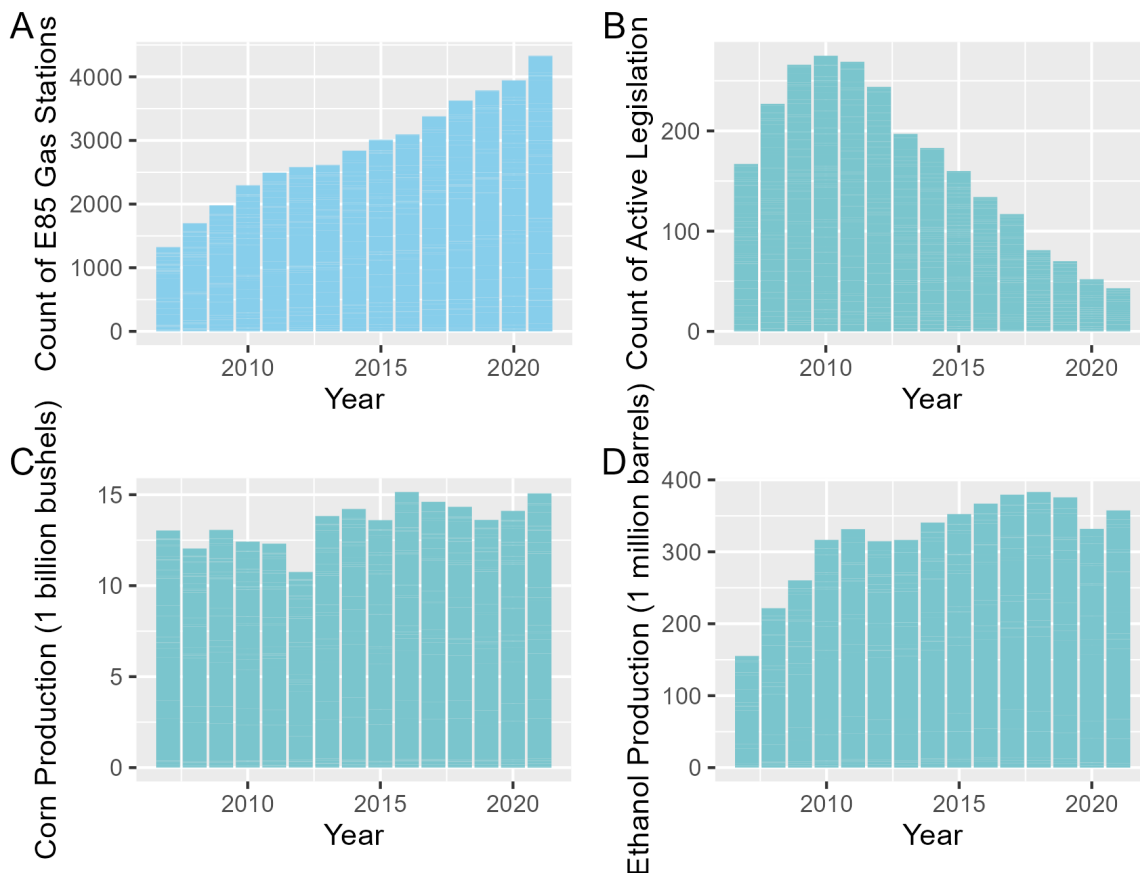 A
Count of E85 Gas Stations
4000
3000
2000
1000
0
2010 2015 2020
Year
B
Count of Active Legislation
200
100
0
2010 2015 2020
Year
C
Corn Production (1 billion bushels)
15
10
5
0
2010 2015 2020
Year
D
Ethanol Production (1 million barrels)
400
300
200
100
0
2010 2015 2020
Year